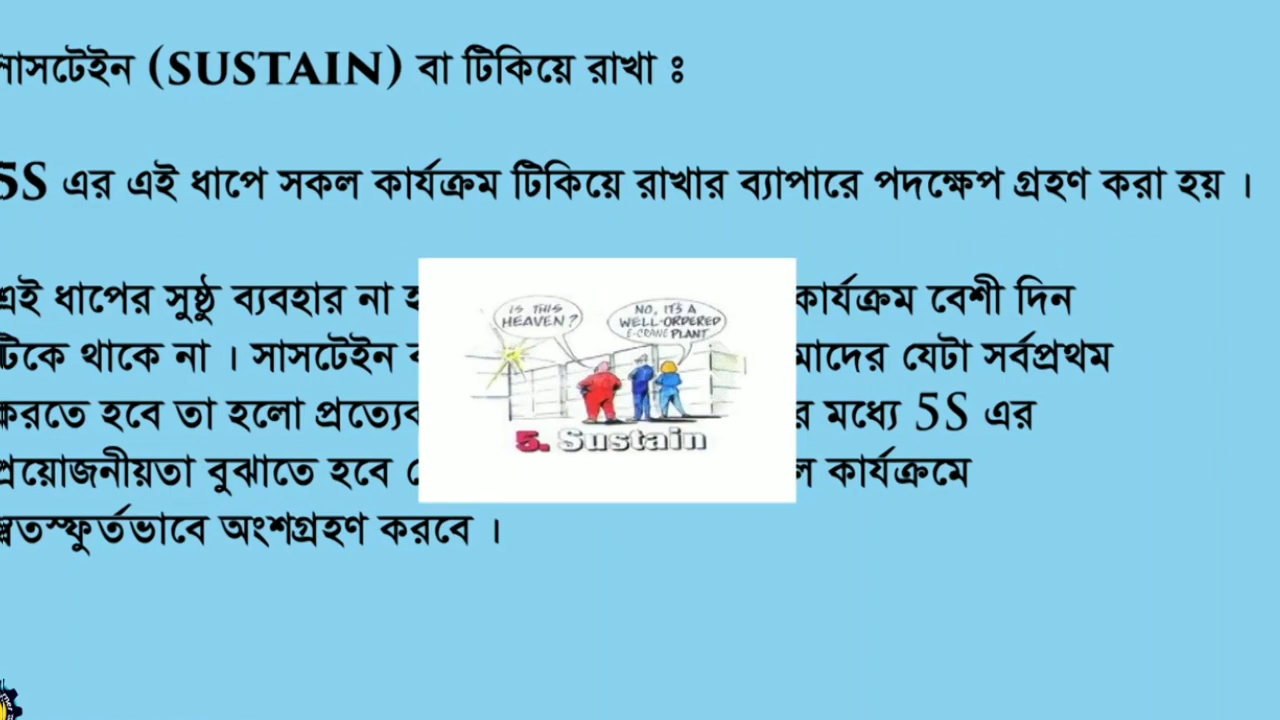 সাসটেইন (SUSTAIN) বা টিকিয়ে রাখা ঃ
5S এর এই ধাপে সকল কার্যক্রম টিকিয়ে রাখার ব্যাপারে পদক্ষেপ গ্রহণ করা হয় ।
এই ধাপের সুষ্ঠু ব্যবহার না কার্যক্রম বেশী দিন
টিকে থাকে না । সাসটেইন যেটা সর্বপ্রথম
করতে হবে তা হলো মধ্যে 5S এর
প্রয়োজনীয়তা বুঝাতে হবে কার্যক্রমে
স্বতস্ফুর্তভাবে অংশগ্রহণ করবে ।
IS THIS
HEAVEN?
NO, IT'S A
WELL-ORDERED
E-CRANE PLANT
5. Sustain